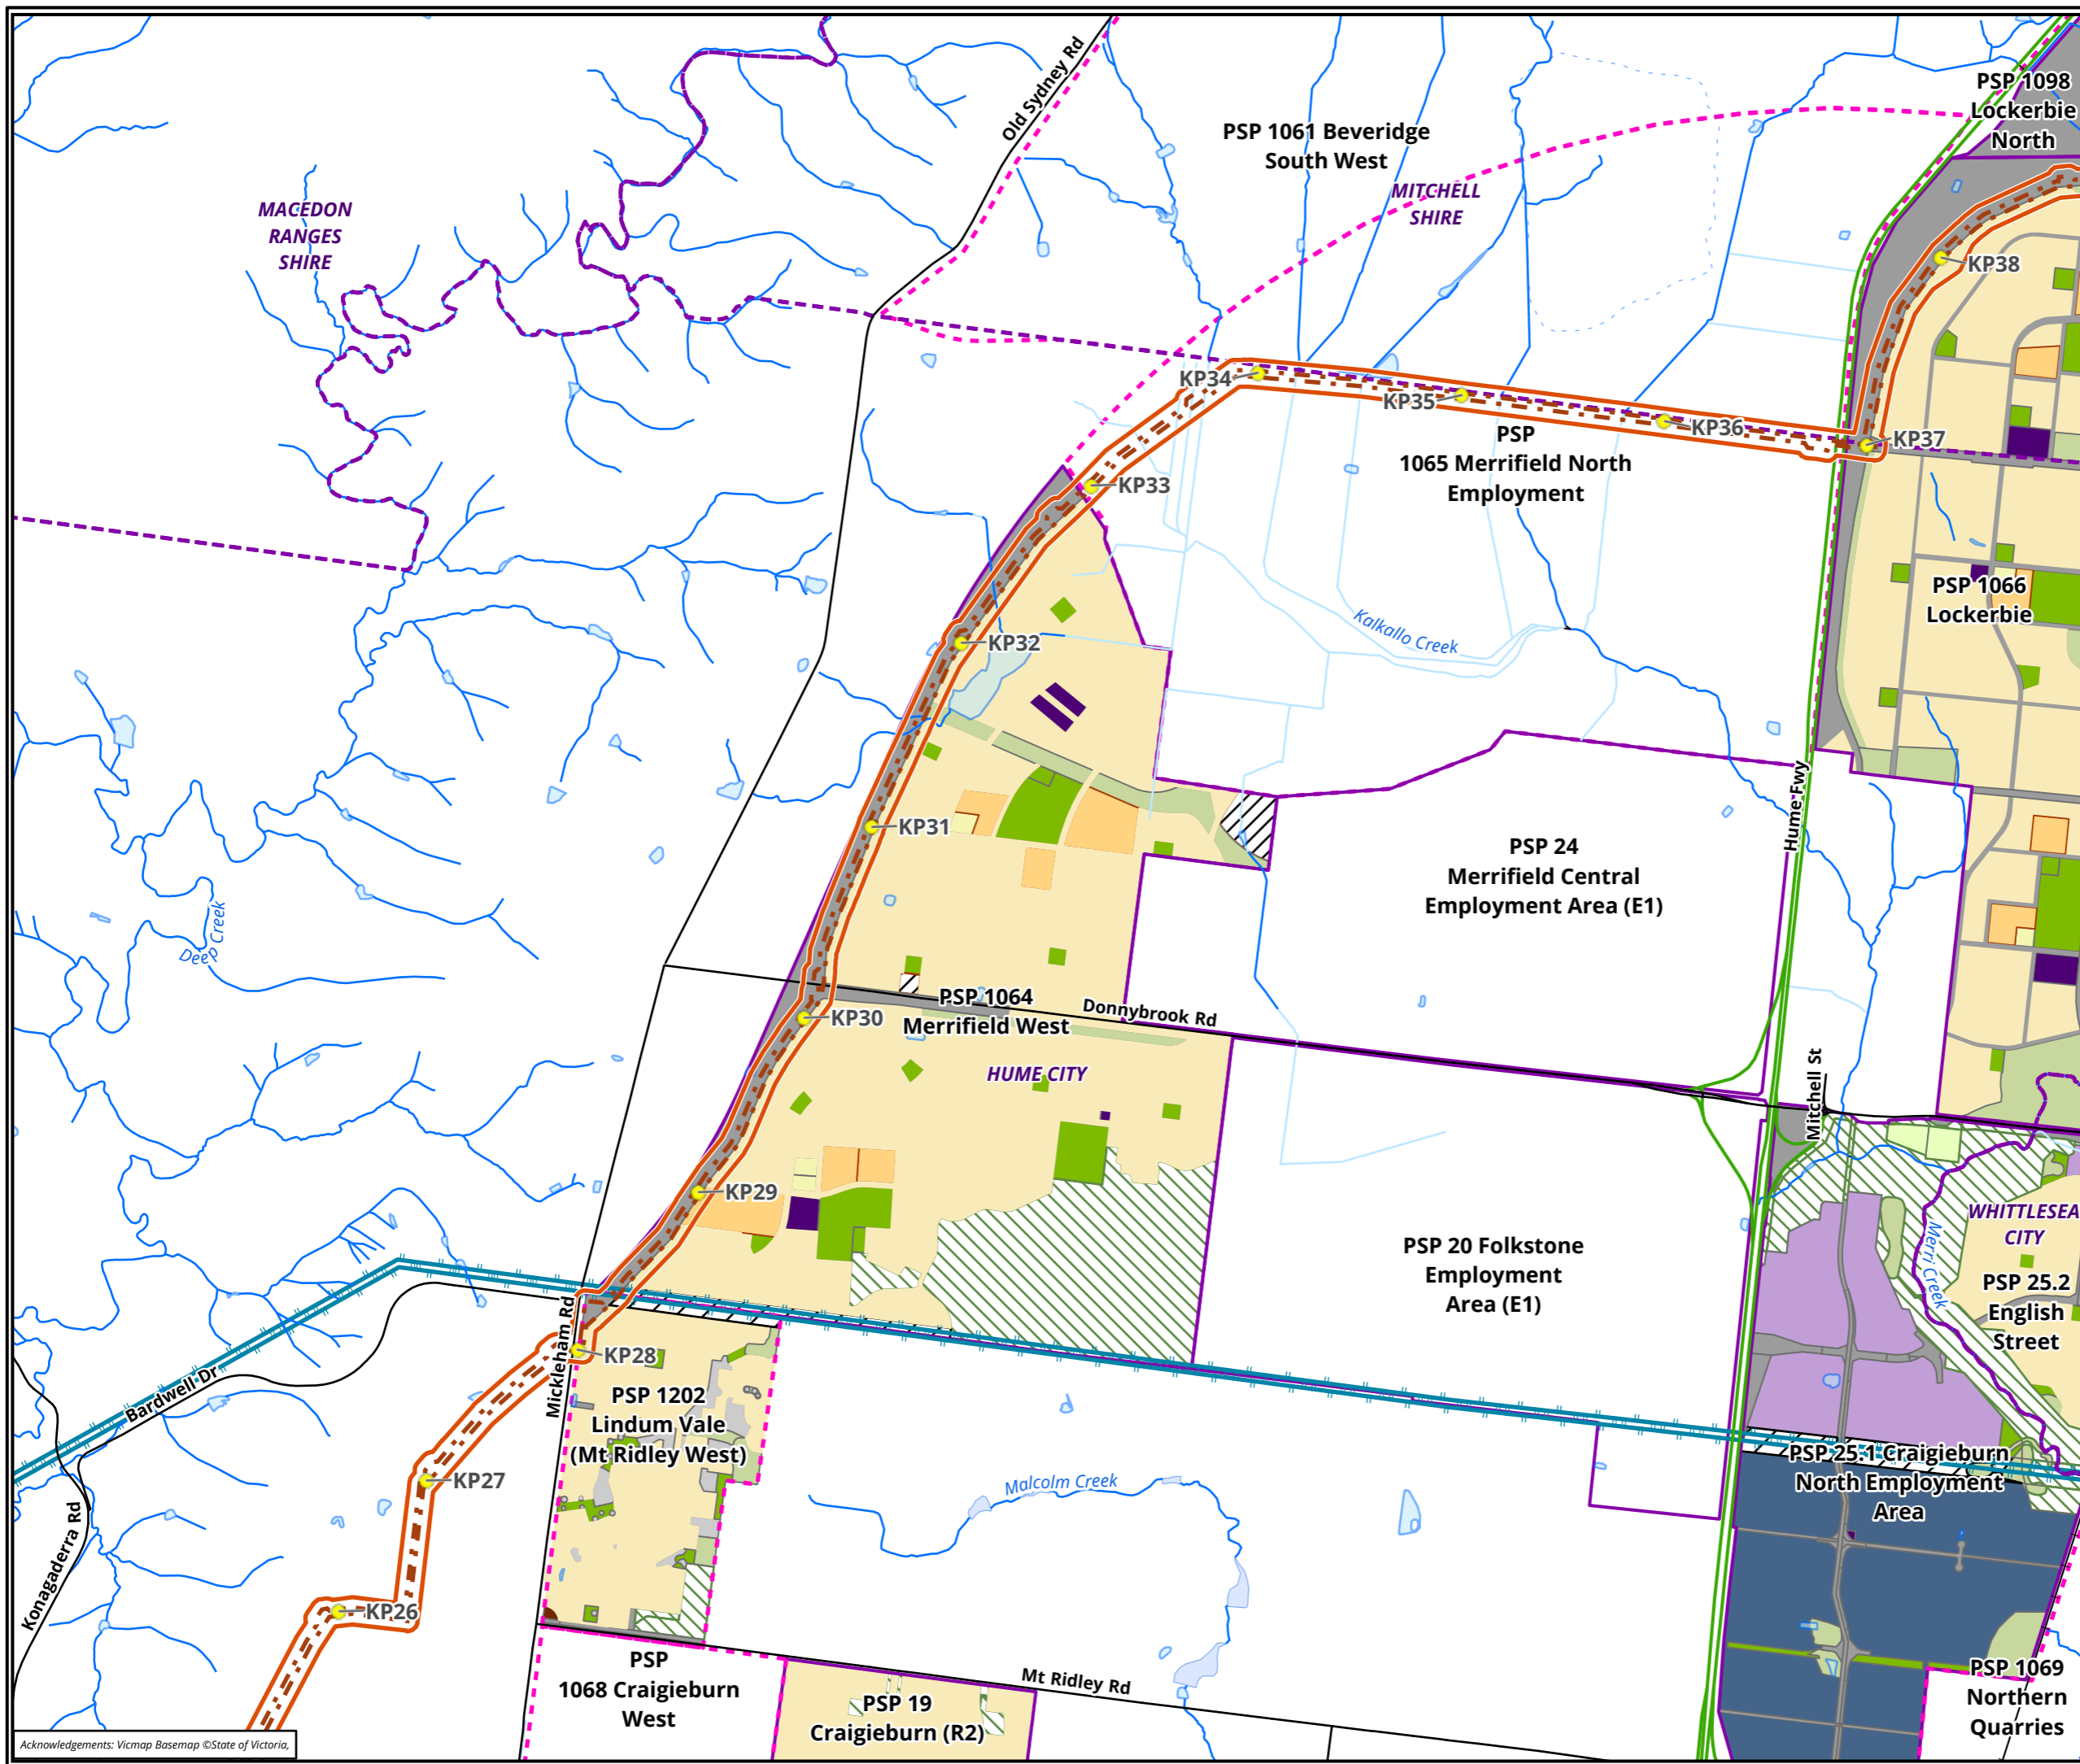 Old Sydney Rd
PSP 1098
Lockerbie
North
PSP 1061 Beveridge
South West
MITCHELL
SHIRE
MACEDON
RANGES
SHIRE
KP38
KP34
KP35
KP36
KP37
PSP
1065 Merrifield North
Employment
KP33
PSP 1066
Lockerbie
Kalkallo Creek
KP32
Hume Fwy
KP31
PSP 24
Merrifield Central
Employment Area (E1)
Deep Creek
PSP 1064
Merrifield West
Donnybrook Rd
KP30
HUME CITY
Mitchell St
KP29
WHITTLESEA
CITY
Merri Creek
PSP 20 Folkstone
Employment
Area (E1)
PSP 25.2
English
Street
Mickleham Rd
KP28
Bardwell Dr
PSP 1202
Lindum Vale
(Mt Ridley West)
PSP 25.1 Craigieburn
North Employment
Area
KP27
Malcolm Creek
Konagaderra Rd
KP26
PSP
1068 Craigieburn
West
Mt Ridley Rd
PSP 19
Craigieburn (R2)
PSP 1069
Northern
Quarries
Acknowledgements: Vicmap Basemap ©State of Victoria,